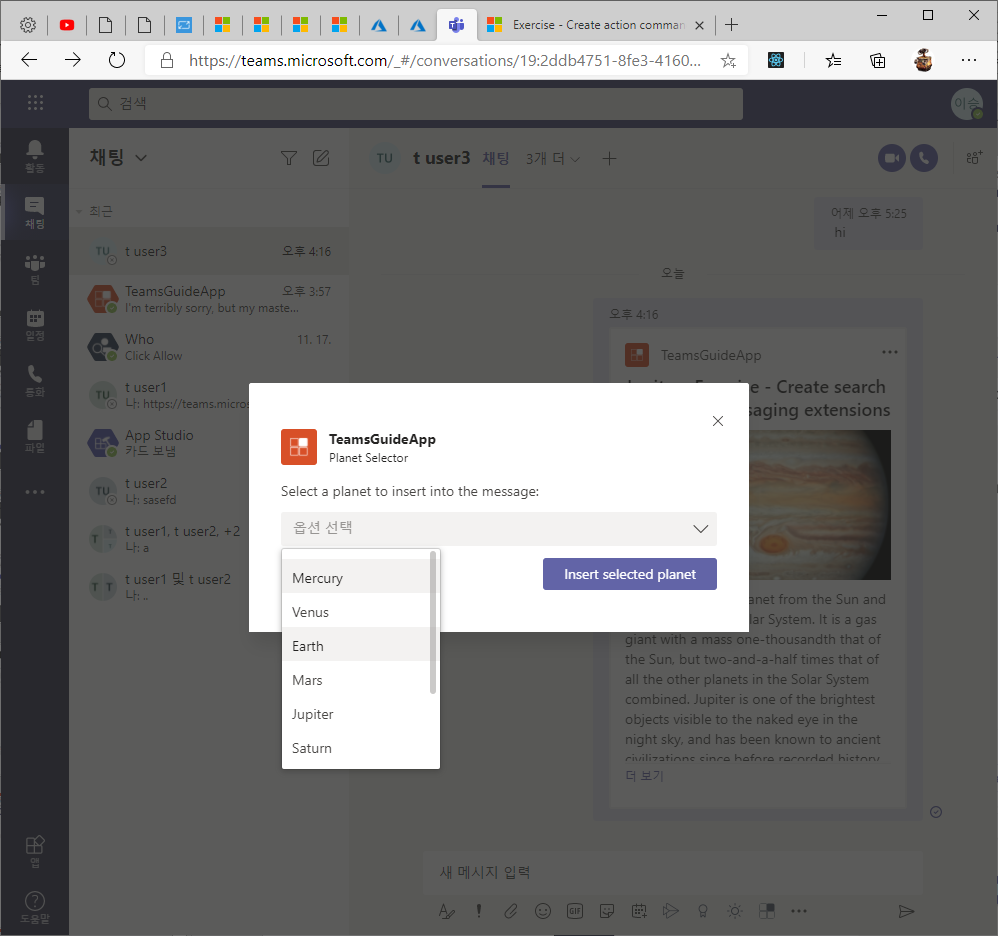 Exercise - Create action comman
https://teams.microsoft.com/_#/conversations/19:2ddb4751-8fe3-4160...
검색
이승
활동
채팅
팀
일정
통화
파일
앱
도움말
채팅
최근
TU
t user3
오후 4:16
TeamsGuideApp
오후 3:57
I'm terribly sorry, but my maste...
Who
11. 17.
Click Allow
TU
t user1
나: https://teams.micros
App Studio
카드 보냄
TU
t user2
나: sasefd
t user1, t user2, +2
나: a
T T
t user1 및 t user2
나: ..
TU
t user3
채팅
3개 더
어제 오후 5:25
hi
오늘
오후 4:16
TeamsGuideApp
Exercise - Create search
saging extensions
TeamsGuideApp
Planet Selector
Select a planet to insert into the message:
옵션 선택
Mercury
Venus
Earth
Mars
Jupiter
Saturn
Insert selected planet
anet from the Sun and
lar System. It is a gas
giant with a mass one-thousandth that of
the Sun, but two-and-a-half times that of
all the other planets in the Solar System
combined. Jupiter is one of the brightest
objects visible to the naked eye in the
night sky, and has been known to ancient
civilizations since before recorded history.
더 보기
새 메시지 입력
GIF